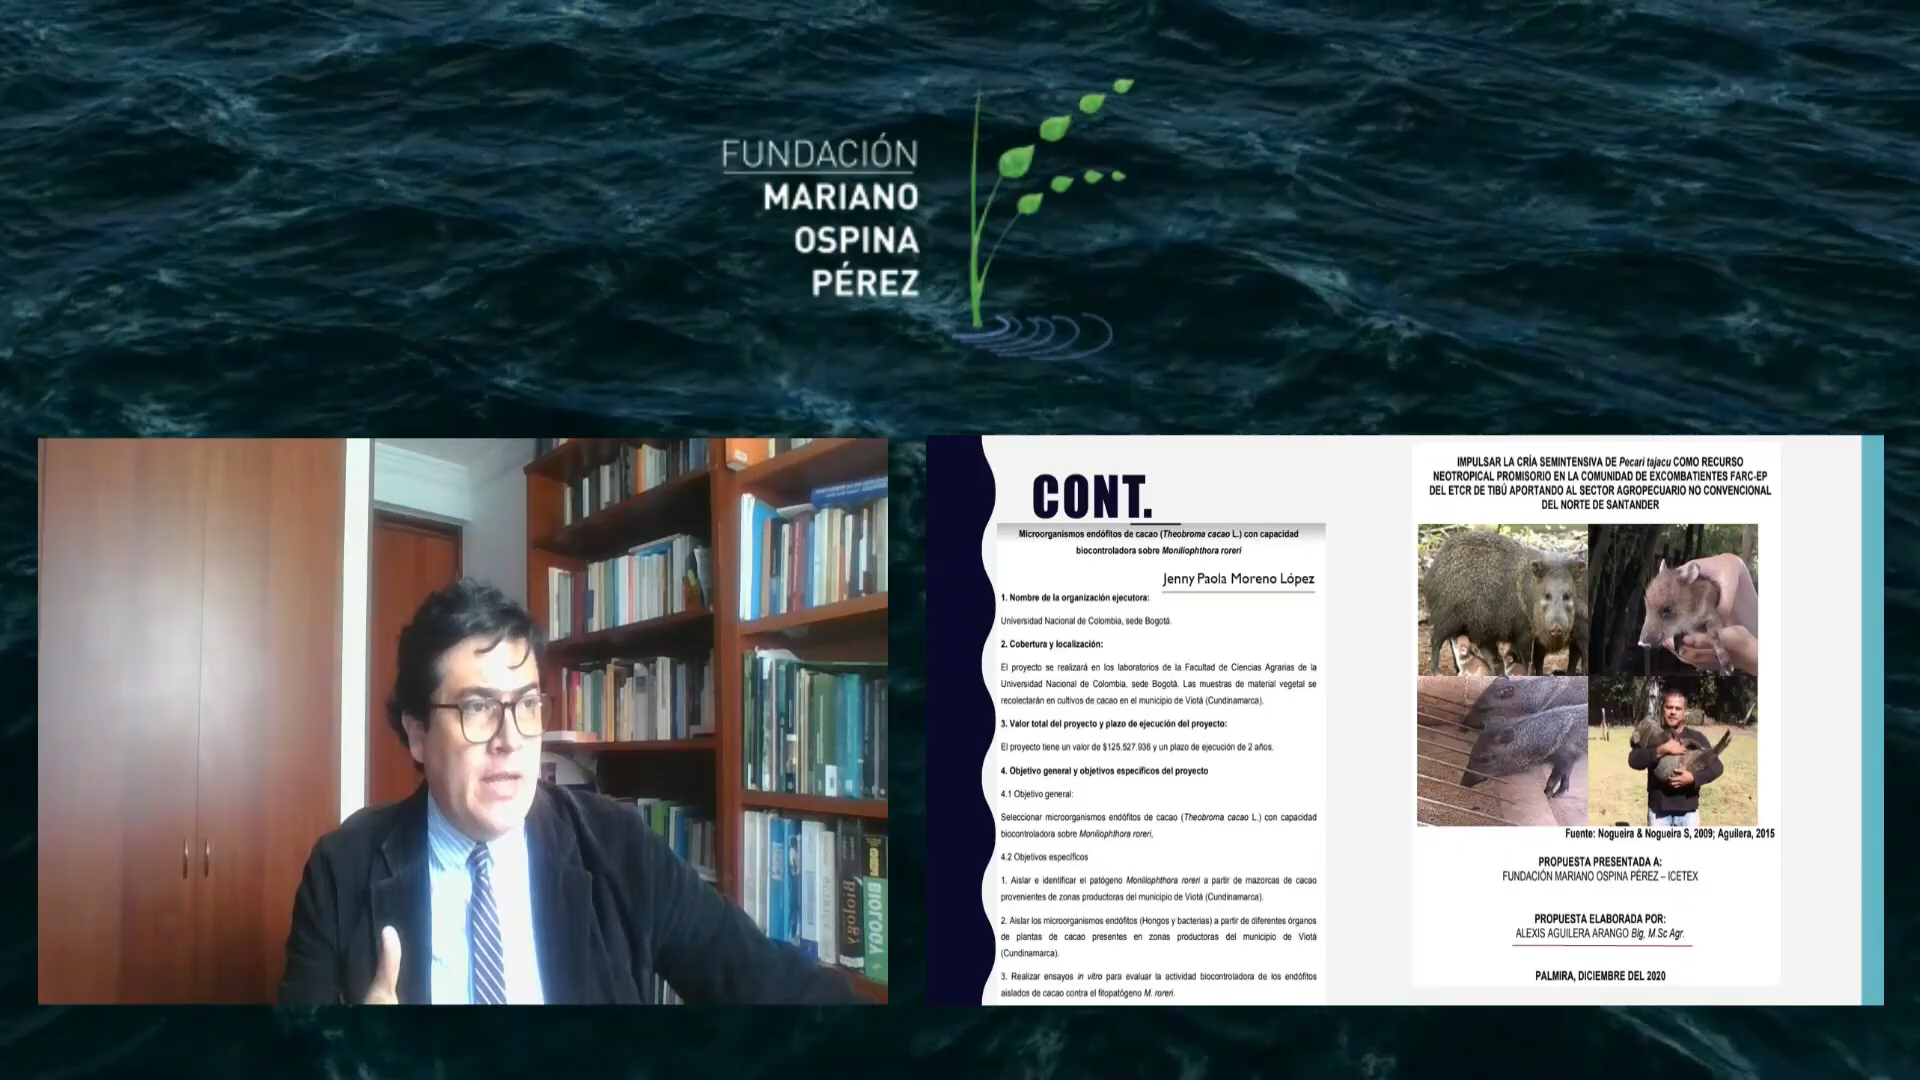 FUNDACIÓN
MARIANO
OSPINA
PÉREZ
BIOLOGY
CONT.
Microorganismos endófitos de cacao (Theobroma cacao L.) con capacidad
biocontroladora sobre Moniliophthora roreri
Jenny Paola Moreno López
1. Nombre de la organización ejecutora:
Universidad Nacional de Colombia, sede Bogotá.
2. Cobertura y localización:
El proyecto se realizará en los laboratorios de la Facultad de Ciencias Agrarias de la
Universidad Nacional de Colombia, sede Bogotá. Las muestras de material vegetal se
recolectarán en cultivos de cacao en el municipio de Viotá (Cundinamarca).
3. Valor total del proyecto y plazo de ejecución del proyecto:
El proyecto tiene un valor de $125.527.936 y un plazo de ejecución de 2 años.
4. Objetivo general y objetivos específicos del proyecto
4.1 Objetivo general:
Seleccionar microorganismos endófitos de cacao (Theobroma cacao L.) con capacidad
biocontroladora sobre Moniliophthora roreri,
4.2 Objetivos específicos
1. Aislar e identificar el patógeno Moniliophthora roreri a partir de mazorcas de cacao
provenientes de zonas productoras del municipio de Viotá (Cundinamarca).
2. Aislar los microorganismos endófitos (Hongos y bacterias) a partir de diferentes órganos
de plantas de cacao presentes en zonas productoras del municipio de Viotá
(Cundinamarca).
3. Realizar ensayos in vitro para evaluar la actividad biocontroladora de los endófitos
aislados de cacao contra el fitopatógeno M. roreri.
IMPULSAR LA CRÍA SEMINTENSIVA DE Pecari tajacu COMO RECURSO
NEOTROPICAL PROMISORIO EN LA COMUNIDAD DE EXCOMBATIENTES FARC-EP
DEL ETCR DE TIBÚ APORTANDO AL SECTOR AGROPECUARIO NO CONVENCIONAL
DEL NORTE DE SANTANDER
Fuente: Nogueira & Nogueira S, 2009; Aguilera, 2015
PROPUESTA PRESENTADA A:
FUNDACIÓN MARIANO OSPINA PÉREZ – ICETEX
PROPUESTA ELABORADA POR:
ALEXIS AGUILERA ARANGO Blg, M.Sc Agr.
PALMIRA, DICIEMBRE DEL 2020